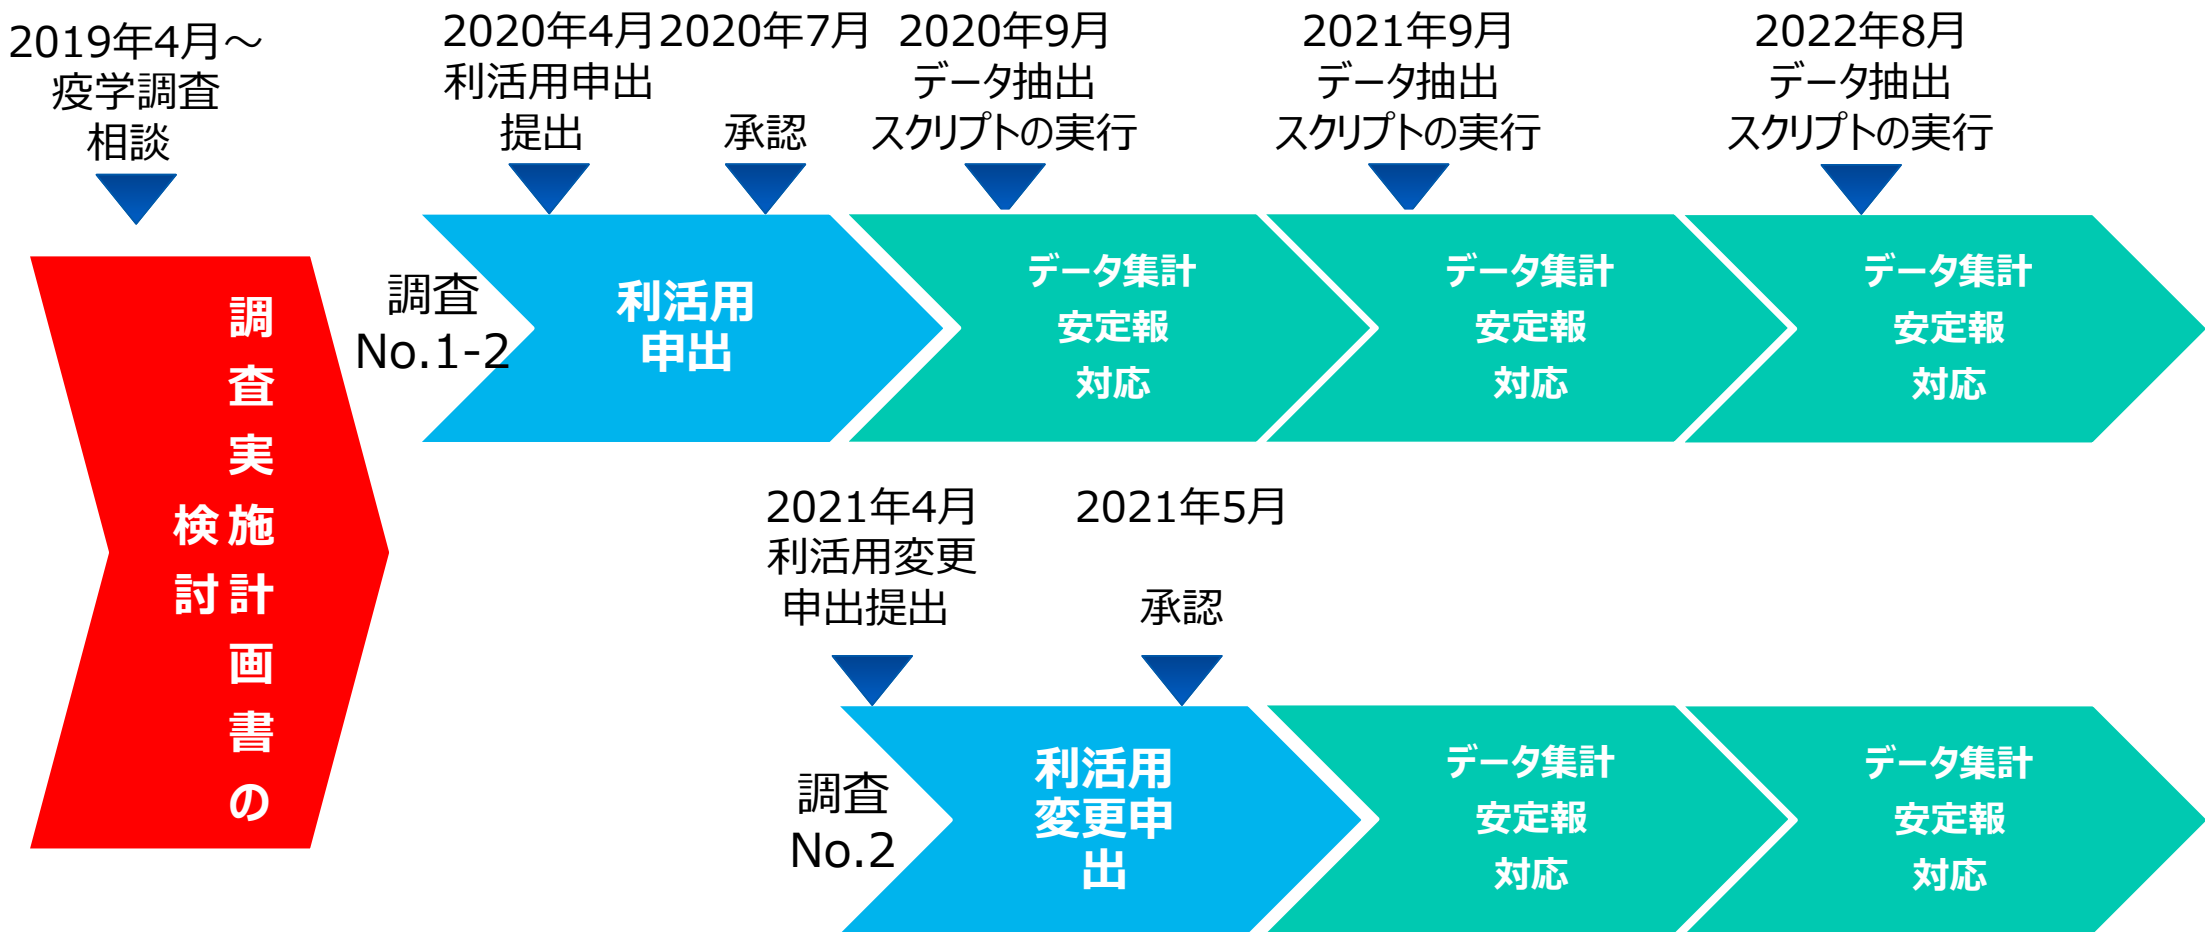 2019年4月～
疫学調査
相談
2020年4月
利活用申出
提出
2020年7月
承認
2020年9月
データ抽出
スクリプトの実行
2021年9月
データ抽出
スクリプトの実行
2022年8月
データ抽出
スクリプトの実行
調査実施計画書の
検討
調査
No.1-2
利活用
申出
データ集計
安定報
対応
データ集計
安定報
対応
データ集計
安定報
対応
2021年4月
利活用変更
申出提出
2021年5月
承認
調査
No.2
利活用
変更申
出
データ集計
安定報
対応
データ集計
安定報
対応